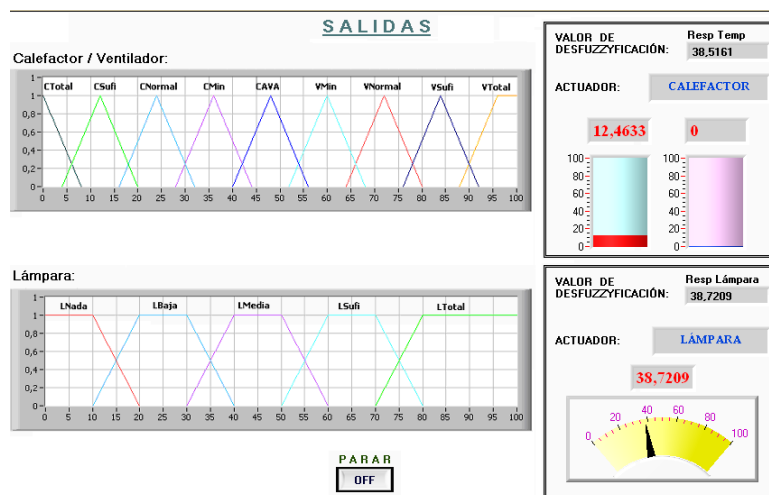 SALIDAS
Calefactor / Ventilador:
CTotal CSufi CNormal CMin CAVA VMin VNormal VSufi VTotal
1
0,8
0,6
0,4
0,2
0
0 5 10 15 20 25 30 35 40 45 50 55 60 65 70 75 80 85 90 95 100
VALOR DE
DESFUZZYFICACIÓN:
Resp Temp
38,5161
ACTUADOR:
CALEFACTOR
12,4633 0
100 100
80 80
60 60
40 40
20 20
0 0
Lámpara:
LNada LBaja LMedia LSufi LTotal
1
0,8
0,6
0,4
0,2
0
0 5 10 15 20 25 30 35 40 45 50 55 60 65 70 75 80 85 90 95 100
VALOR DE
DESFUZZYFICACIÓN:
Resp Lámpara
38,7209
ACTUADOR:
LÁMPARA
38,7209
0 20 40 60 80 100
PARAR
OFF